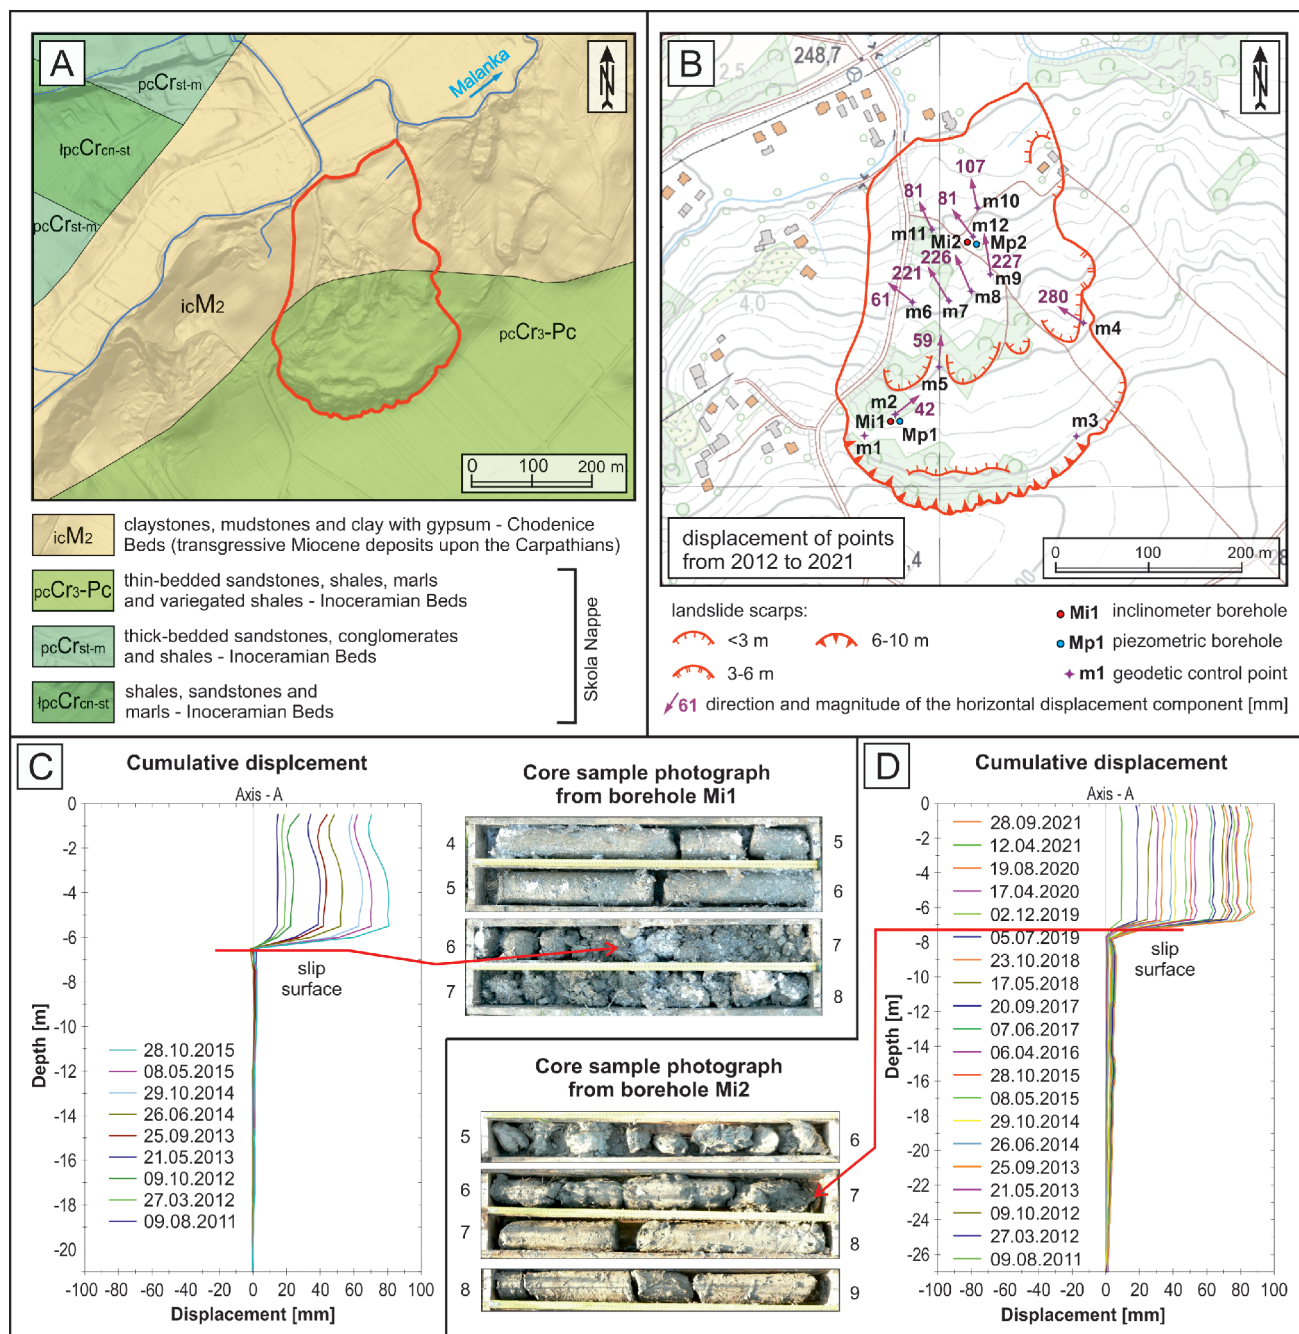 A
pcCrst-m
łpcCrcn-st
pcCrst-m
icM2
pcCr3-Pc
Malanka
N
0 100 200 m
icM2 claystones, mudstones and clay with gypsum - Chodenice
Beds (transgressive Miocene deposits upon the Carpathians)
pcCr3-Pc thin-bedded sandstones, shales, marls
and variegated shales - Inoceramian Beds
pcCrst-m thick-bedded sandstones, conglomerates
and shales - Inoceramian Beds
łpcCrcn-st shales, sandstones and
marls - Inoceramian Beds
Skola Nappe
B
248,7
2,5
2,5
N
107
81
81
m10
m12
m11
Mi2
Mp2
226
227
221
m9
4,0
61
m8
m6
m7
280
m4
59
m5
m2
42
Mi1
Mp1
m1
m3
displacement of points
from 2012 to 2021
,4
0 100 200 m
28
landslide scarps:
<3 m
6-10 m
3-6 m
Mi1 inclinometer borehole
Mp1 piezometric borehole
m1 geodetic control point
61 direction and magnitude of the horizontal displacement component [mm]
C
Cumulative displcement
Axis - A
0
-2
-4
-6
-8
-10
-12
-14
-16
-18
-20
Depth [m]
slip
surface
28.10.2015
08.05.2015
29.10.2014
26.06.2014
25.09.2013
21.05.2013
09.10.2012
27.03.2012
09.08.2011
-100 -80 -60 -40 -20 0 20 40 60 80 100
Displacement [mm]
Core sample photograph
from borehole Mi1
4 5
5 6
6 7
7 8
Core sample photograph
from borehole Mi2
5 6
6 7
7 8
8 9
D
Cumulative displacement
Axis - A
0
-2
-4
-6
-8
-10
-12
-14
-16
-18
-20
-22
-24
-26
Depth [m]
28.09.2021
12.04.2021
19.08.2020
17.04.2020
02.12.2019
05.07.2019
23.10.2018
17.05.2018
20.09.2017
07.06.2017
06.04.2016
28.10.2015
08.05.2015
29.10.2014
26.06.2014
25.09.2013
21.05.2013
09.10.2012
27.03.2012
09.08.2011
slip
surface
-100 -80 -60 -40 -20 0 20 40 60 80 100
Displacement [mm]